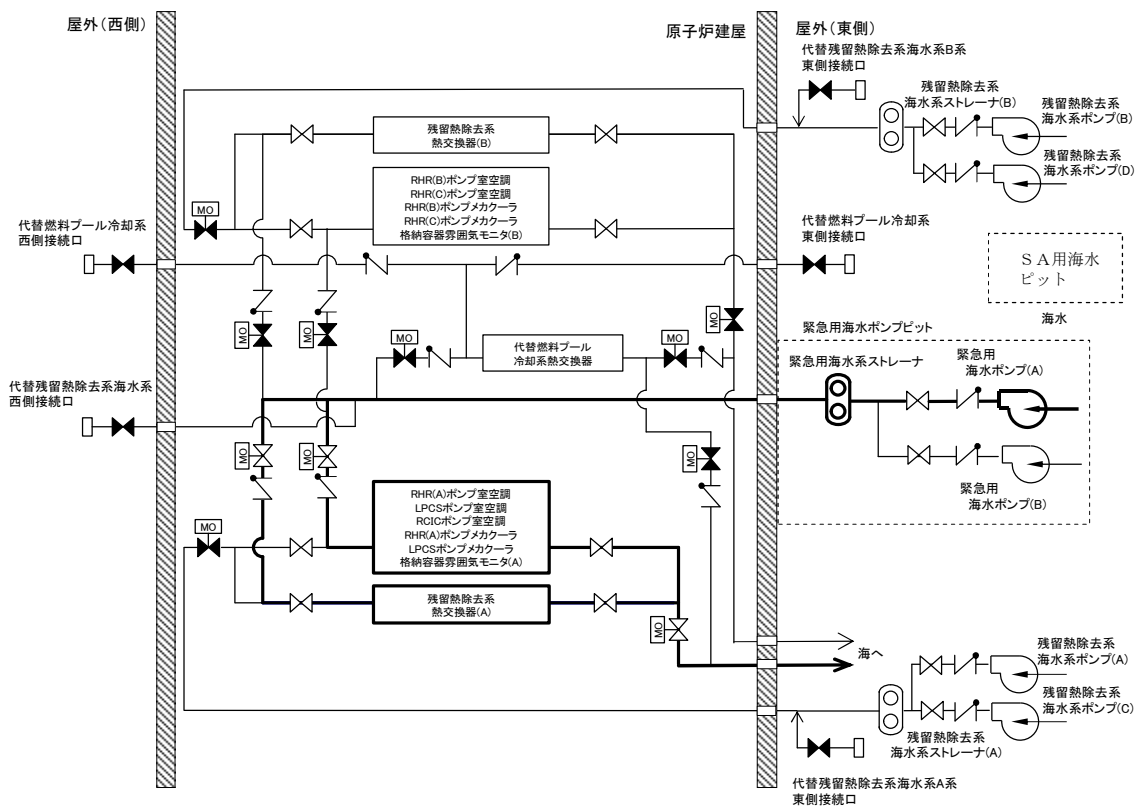 屋外(西側)
原子炉建屋
屋外(東側)
代替残留熱除去系海水系B系
東側接続口
残留熱除去系
海水系ストレーナ(B)
残留熱除去系
海水系ポンプ(B)
残留熱除去系
海水系ポンプ(D)
残留熱除去系
熱交換器(B)
RHR(B)ポンプ室空調
RHR(C)ポンプ室空調
RHR(B)ポンプメカクーラ
RHR(C)ポンプメカクーラ
格納容器雰囲気モニタ(B)
MO
代替燃料プール冷却系
西側接続口
代替燃料プール冷却系
東側接続口
SA用海水
ピット
海水
MO
MO
MO
MO
MO
代替燃料プール
冷却系熱交換器
緊急用海水ポンプピット
緊急用海水系ストレーナ
緊急用
海水ポンプ(A)
代替残留熱除去系海水系
西側接続口
MO
MO
MO
緊急用
海水ポンプ(B)
RHR(A)ポンプ室空調
LPCSポンプ室空調
RCICポンプ室空調
RHR(A)ポンプメカクーラ
LPCSポンプメカクーラ
格納容器雰囲気モニタ(A)
MO
残留熱除去系
熱交換器(A)
MO
海へ
残留熱除去系
海水系ポンプ(A)
残留熱除去系
海水系ポンプ(C)
残留熱除去系
海水系ストレーナ(A)
代替残留熱除去系海水系A系
東側接続口